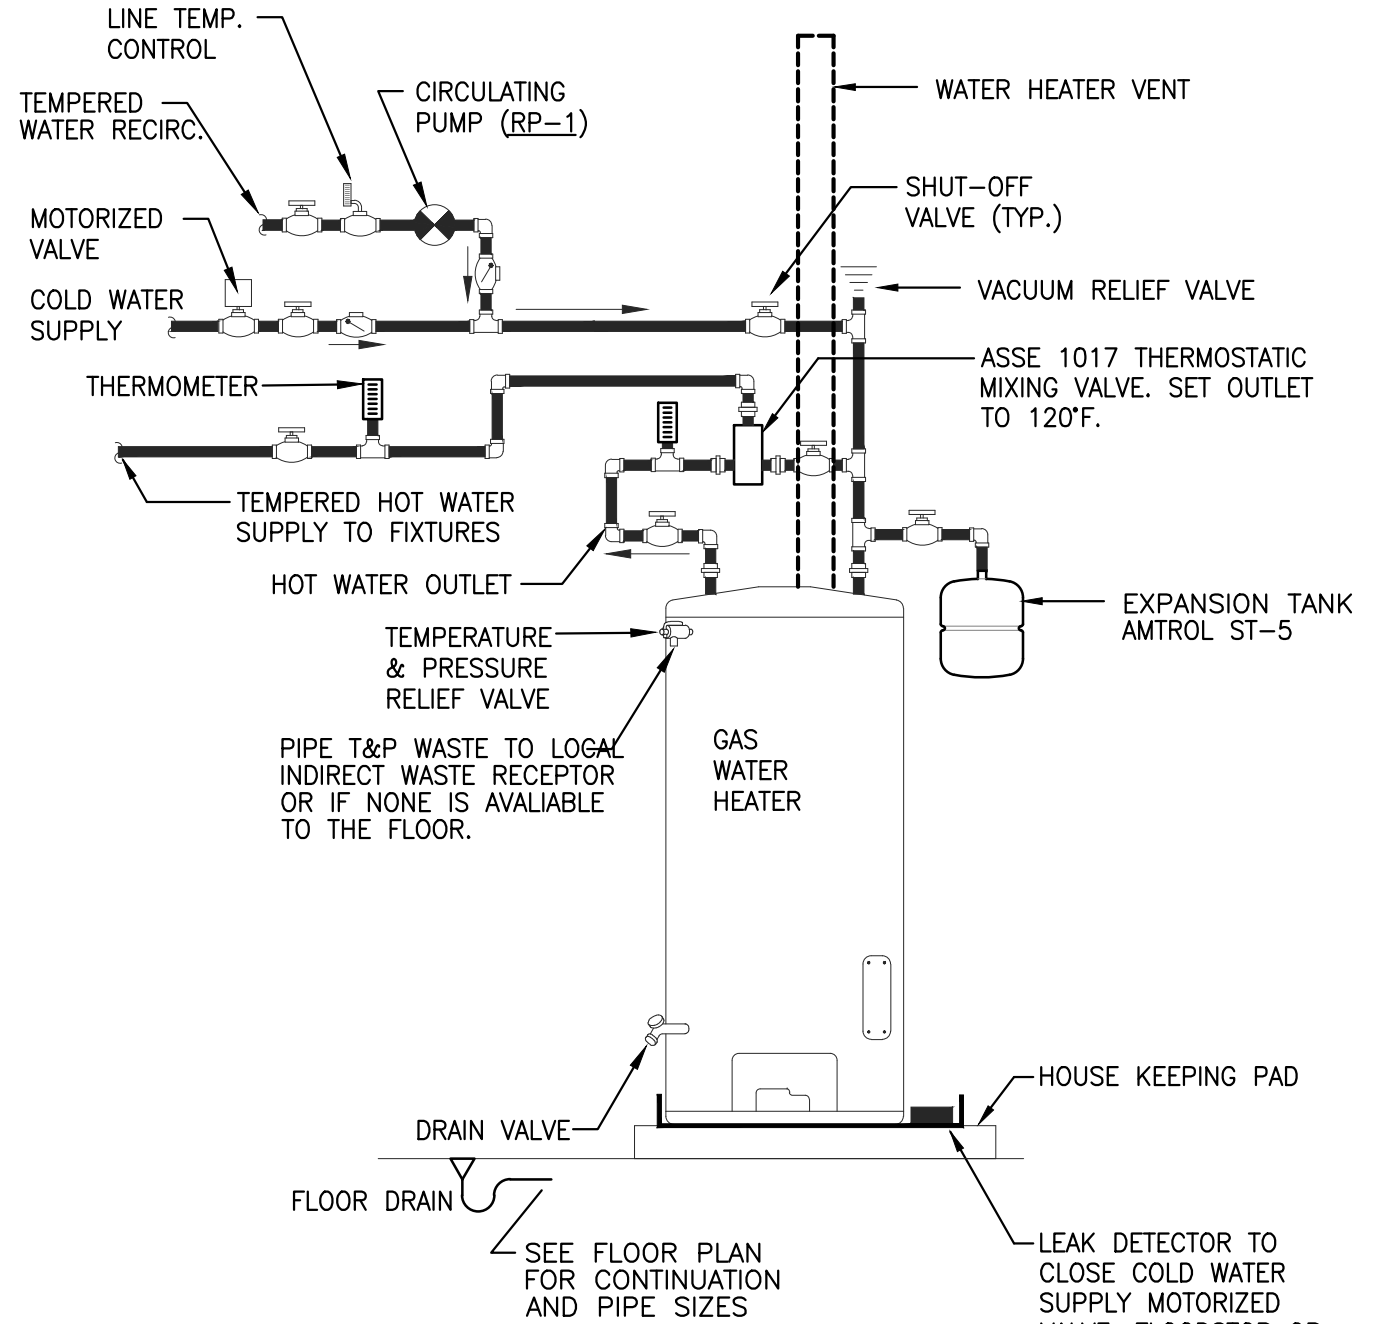 LINE TEMP.
CONTROL
TEMPERED
WATER RECIRC.
CIRCULATING
PUMP (RP-1)
WATER HEATER VENT
MOTORIZED
VALVE
SHUT-OFF
VALVE (TYP.)
COLD WATER
SUPPLY
VACUUM RELIEF VALVE
THERMOMETER
ASSE 1017 THERMOSTATIC
MIXING VALVE. SET OUTLET
TO 120°F.
TEMPERED HOT WATER
SUPPLY TO FIXTURES
HOT WATER OUTLET
EXPANSION TANK
AMTROL ST-5
TEMPERATURE
& PRESSURE
RELIEF VALVE
PIPE T&P WASTE TO LOCAL
INDIRECT WASTE RECEPTOR
OR IF NONE IS AVALIABLE
TO THE FLOOR.
GAS
WATER
HEATER
HOUSE KEEPING PAD
DRAIN VALVE
FLOOR DRAIN
SEE FLOOR PLAN
FOR CONTINUATION
AND PIPE SIZES
LEAK DETECTOR TO
CLOSE COLD WATER
SUPPLY MOTORIZED